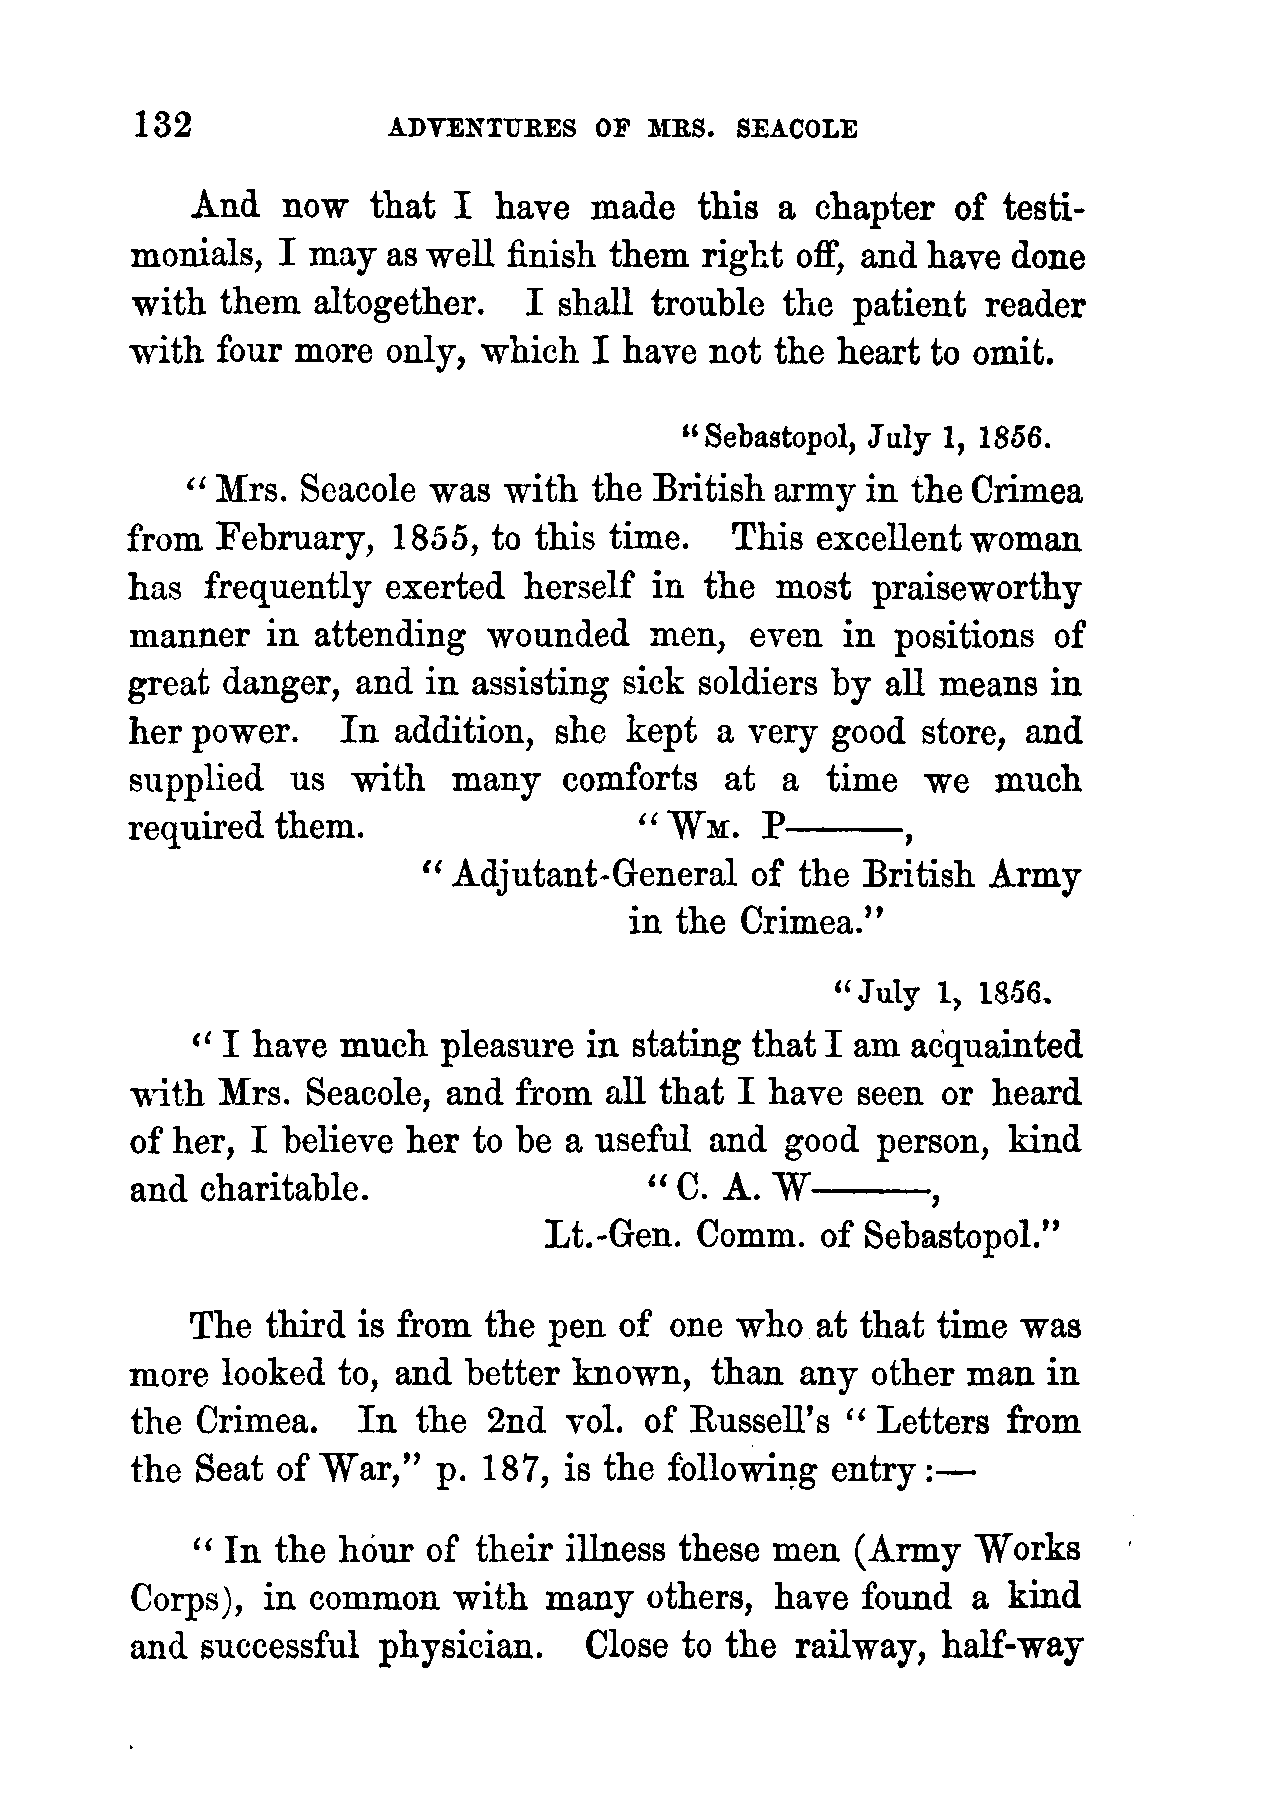 132 ADVENTURES OF MRS. SEACOLE
And now that I have made this a chapter of testi-
monials, I may as well finish them right off, and have done
with them altogether. I shall trouble the patient reader
with four more only, which I have not the heart to omit.
"Sebastopol, July 1, 1856.
"Mrs. Seacole was with the British army in the Crimea
from February, 1855, to this time. This excellent woman
has frequently exerted herself in the most praiseworthy
manner in attending wounded men, even in positions of
great danger, and in assisting sick soldiers by all means in
her power. In addition, she kept a very good store, and
supplied us with many comforts at a time we much
required them. "WM. P———,
"Adjutant-General of the British Army
in the Crimea."
"July 1, 1856.
"I have much pleasure in stating that I am acquainted
with Mrs. Seacole, and from all that I have seen or heard
of her, I believe her to be a useful and good person, kind
and charitable. "C. A. W———,
Lt.-Gen. Comm. of Sebastopol."
The third is from the pen of one who at that time was
more looked to, and better known, than any other man in
the Crimea. In the 2nd vol. of Russell's "Letters from
the Seat of War," p. 187, is the following entry:—
"In the hour of their illness these men (Army Works
Corps), in common with many others, have found a kind
and successful physician. Close to the railway, half-way